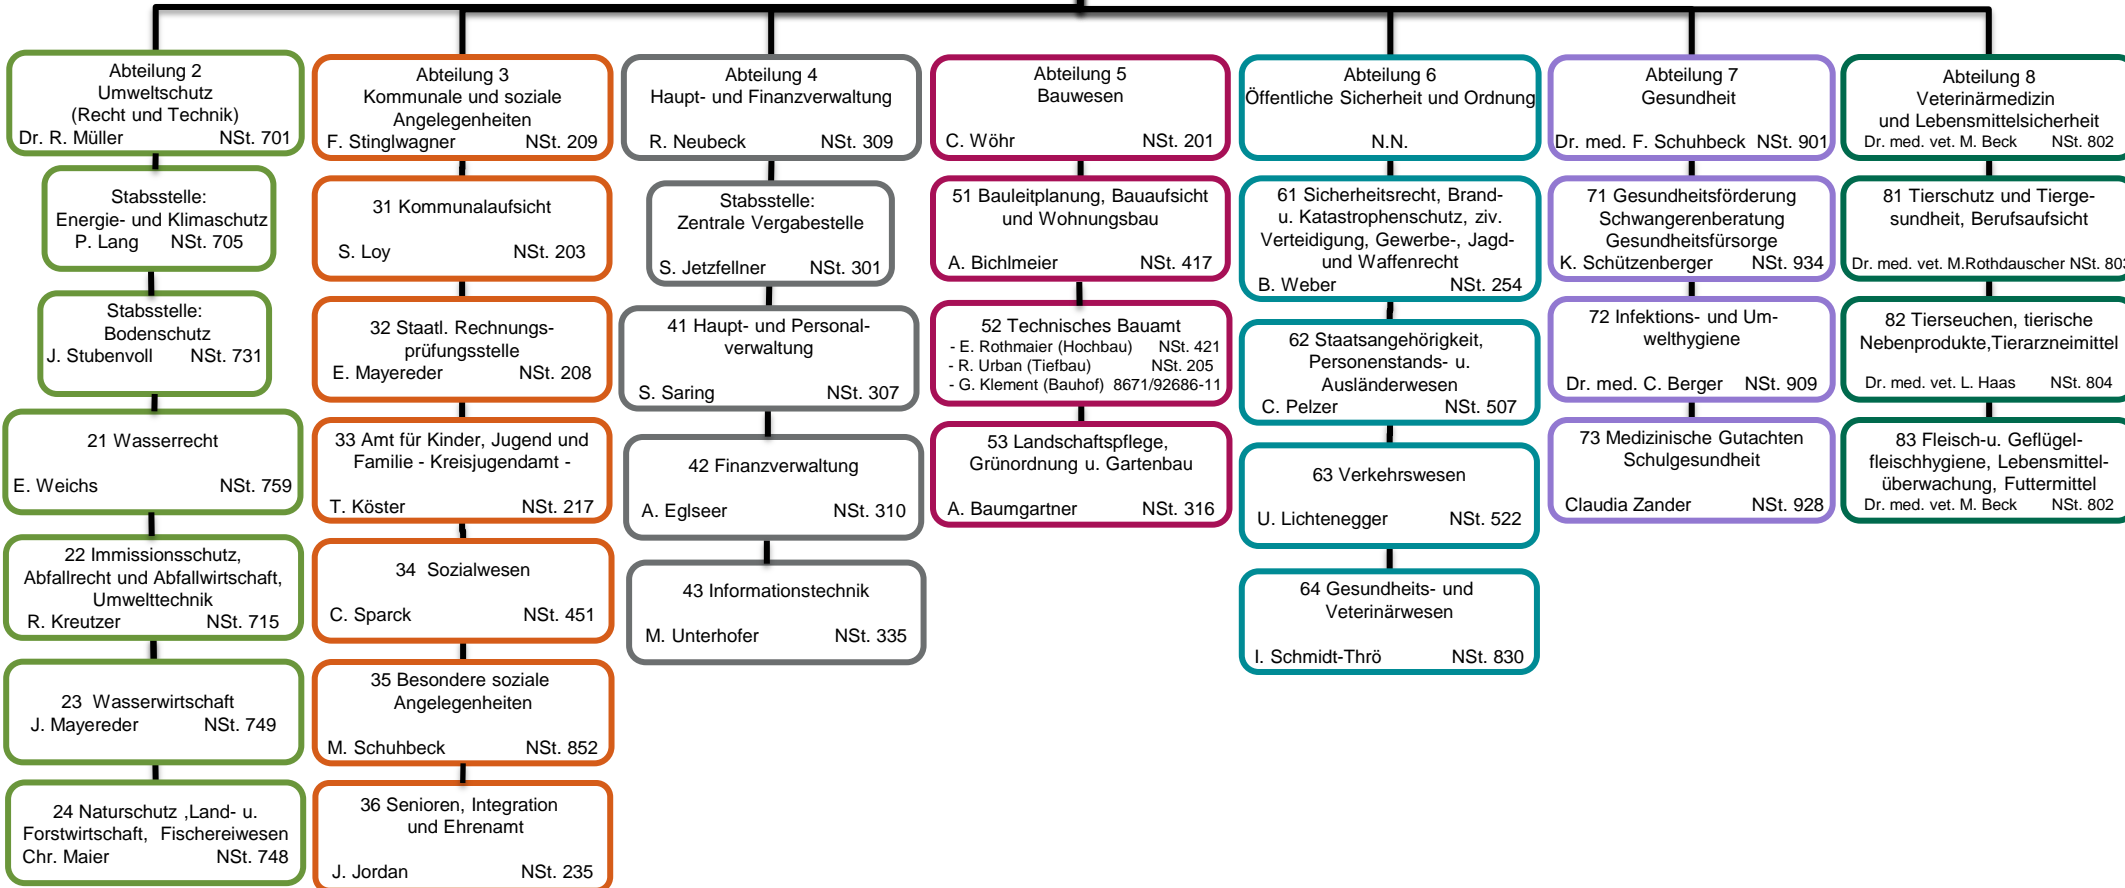 Abteilung 2
Umweltschutz
(Recht und Technik)
Dr. R. Müller NSt. 701
Stabsstelle:
Energie- und Klimaschutz
P. Lang NSt. 705
Stabsstelle:
Bodenschutz
J. Stubenvoll NSt. 731
21 Wasserrecht
E. Weichs NSt. 759
22 Immissionsschutz,
Abfallrecht und Abfallwirtschaft,
Umwelttechnik
R. Kreutzer NSt. 715
23 Wasserwirtschaft
J. Mayereder NSt. 749
24 Naturschutz ,Land- u.
Forstwirtschaft, Fischereiwesen
Chr. Maier NSt. 748
Abteilung 3
Kommunale und soziale
Angelegenheiten
F. Stinglwagner NSt. 209
31 Kommunalaufsicht
S. Loy NSt. 203
32 Staatl. Rechnungs-
prüfungsstelle
E. Mayereder NSt. 208
33 Amt für Kinder, Jugend und
Familie - Kreisjugendamt -
T. Köster NSt. 217
34 Sozialwesen
C. Sparck NSt. 451
35 Besondere soziale
Angelegenheiten
M. Schuhbeck NSt. 852
36 Senioren, Integration
und Ehrenamt
J. Jordan NSt. 235
Abteilung 4
Haupt- und Finanzverwaltung
R. Neubeck NSt. 309
Stabsstelle:
Zentrale Vergabestelle
S. Jetzfellner NSt. 301
41 Haupt- und Personal-
verwaltung
S. Saring NSt. 307
42 Finanzverwaltung
A. Eglseer NSt. 310
43 Informationstechnik
M. Unterhofer NSt. 335
Abteilung 5
Bauwesen
C. Wöhr NSt. 201
51 Bauleitplanung, Bauaufsicht
und Wohnungsbau
A. Bichlmeier NSt. 417
52 Technisches Bauamt
- E. Rothmaier (Hochbau) NSt. 421
- R. Urban (Tiefbau) NSt. 205
- G. Klement (Bauhof) 8671/92686-11
53 Landschaftspflege,
Grünordnung u. Gartenbau
A. Baumgartner NSt. 316
Abteilung 6
Öffentliche Sicherheit und Ordnung
N.N.
61 Sicherheitsrecht, Brand-
u. Katastrophenschutz, ziv.
Verteidigung, Gewerbe-, Jagd-
und Waffenrecht
B. Weber NSt. 254
62 Staatsangehörigkeit,
Personenstands- u.
Ausländerwesen
C. Pelzer NSt. 507
63 Verkehrswesen
U. Lichtenegger NSt. 522
64 Gesundheits- und
Veterinärwesen
I. Schmidt-Thrö NSt. 830
Abteilung 7
Gesundheit
Dr. med. F. Schuhbeck NSt. 901
71 Gesundheitsförderung
Schwangerenberatung
Gesundheitsfürsorge
K. Schützenberger NSt. 934
72 Infektions- und Um-
welthygiene
Dr. med. C. Berger NSt. 909
73 Medizinische Gutachten
Schulgesundheit
Claudia Zander NSt. 928
Abteilung 8
Veterinärmedizin
und Lebensmittelsicherheit
Dr. med. vet. M. Beck NSt. 802
81 Tierschutz und Tierge-
sundheit, Berufsaufsicht
Dr. med. vet. M.Rothdauscher NSt. 803
82 Tierseuchen, tierische
Nebenprodukte,Tierarzneimittel
Dr. med. vet. L. Haas NSt. 804
83 Fleisch-u. Geflügel-
fleischhygiene, Lebensmittel-
überwachung, Futtermittel
Dr. med. vet. M. Beck NSt. 802